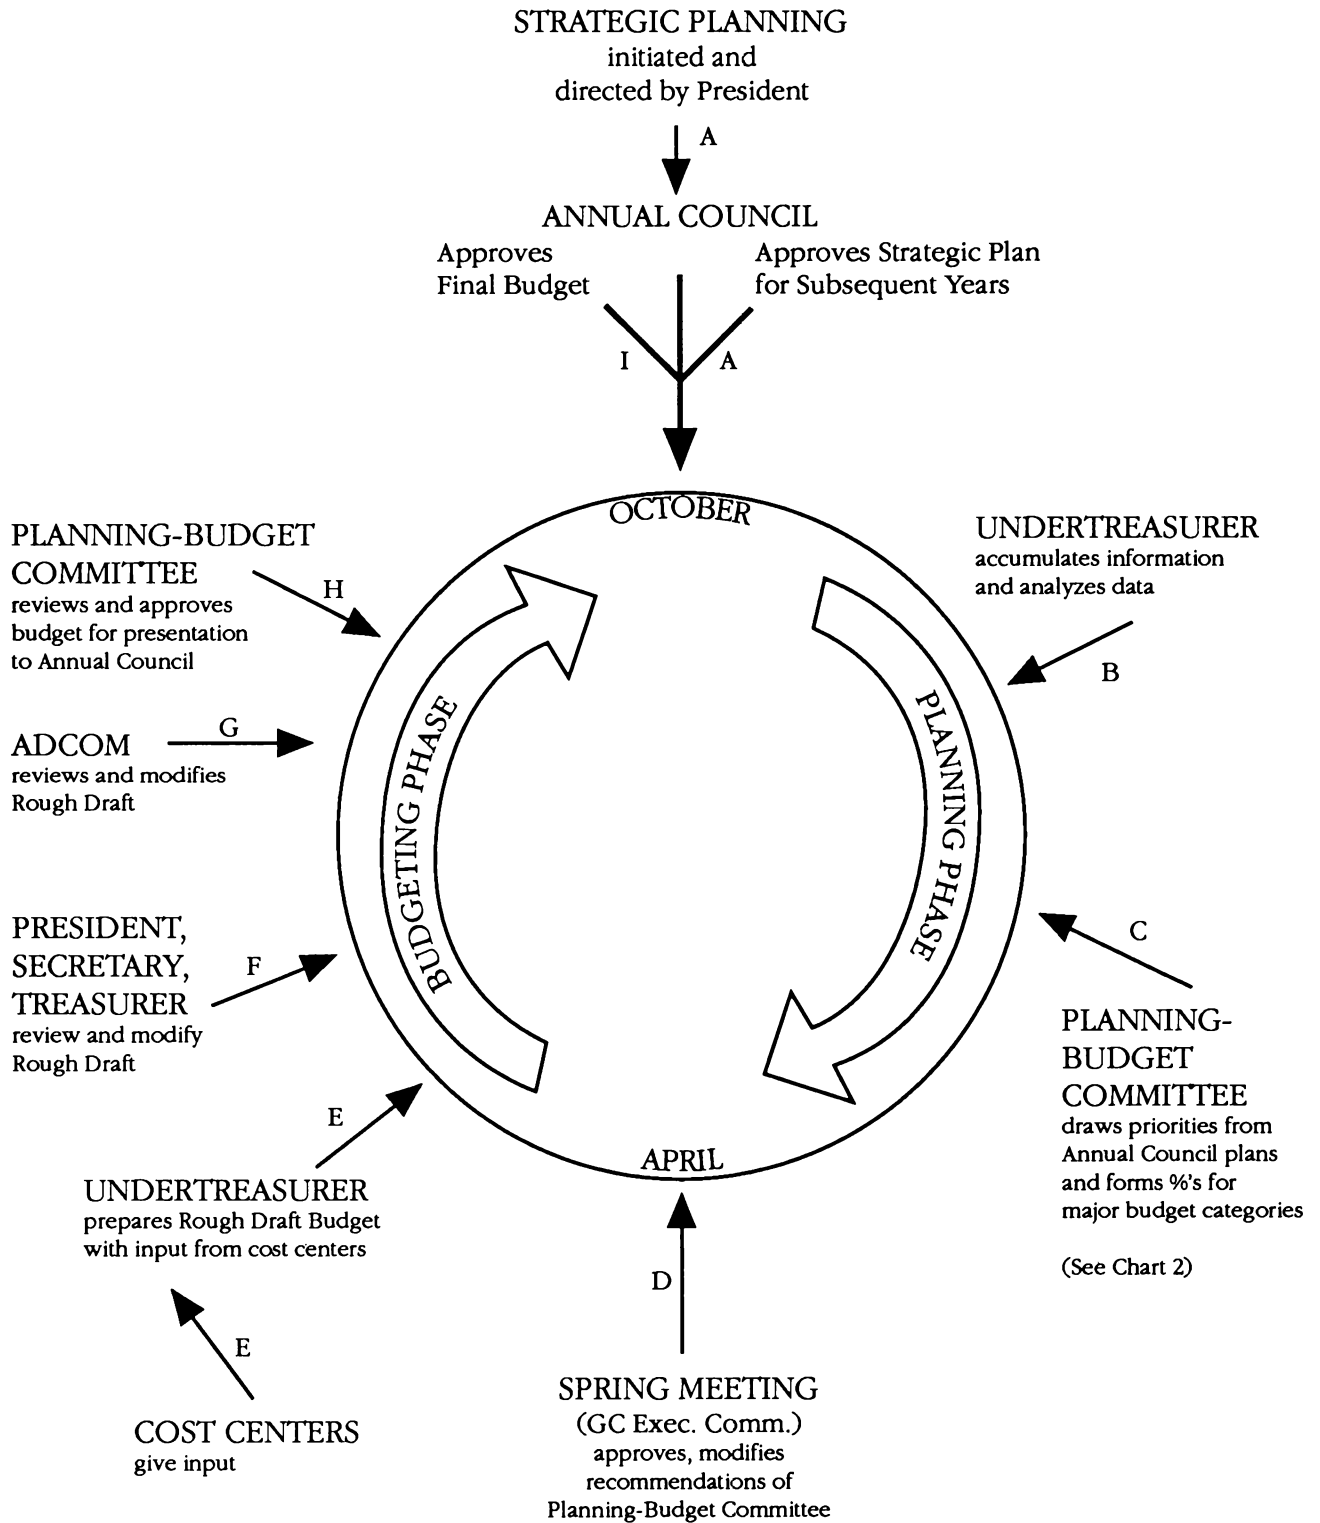 STRATEGIC PLANNING
initiated and
directed by President
A
ANNUAL COUNCIL
Approves
Final Budget
Approves Strategic Plan
for Subsequent Years
I
A
OCTOBER
PLANNING-BUDGET
COMMITTEE
reviews and approves
budget for presentation
to Annual Council
H
UNDERTREASURER
accumulates information
and analyzes data
B
ADCOM
reviews and modifies
Rough Draft
G
BUDGETING PHASE
PLANNING PHASE
PRESIDENT,
SECRETARY,
TREASURER
review and modify
Rough Draft
F
C
PLANNING-
BUDGET
COMMITTEE
draws priorities from
Annual Council plans
and forms %'s for
major budget categories
(See Chart 2)
E
UNDERTREASURER
prepares Rough Draft Budget
with input from cost centers
APRIL
D
E
COST CENTERS
give input
SPRING MEETING
(GC Exec. Comm.)
approves, modifies
recommendations of
Planning-Budget Committee